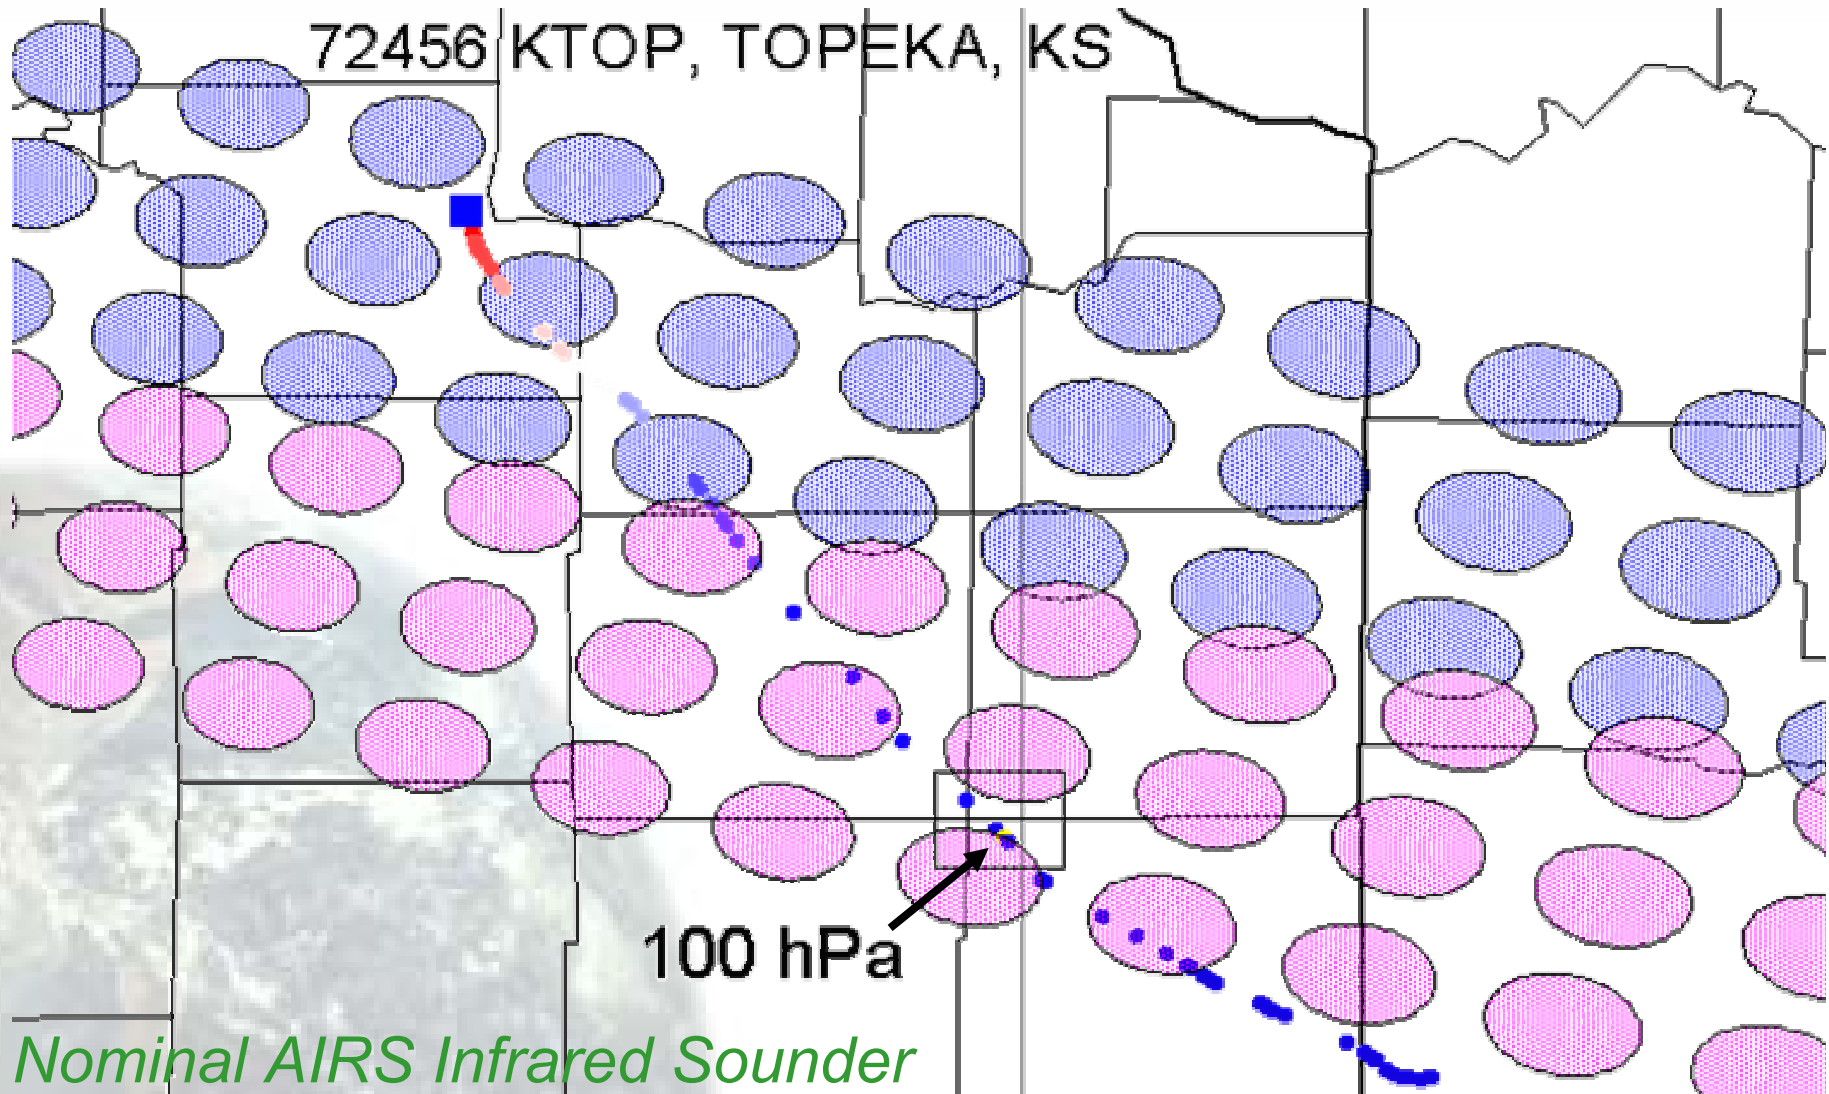 72456 KTOP, TOPEKA, KS
100 hPa
Nominal AIRS Infrared Sounder